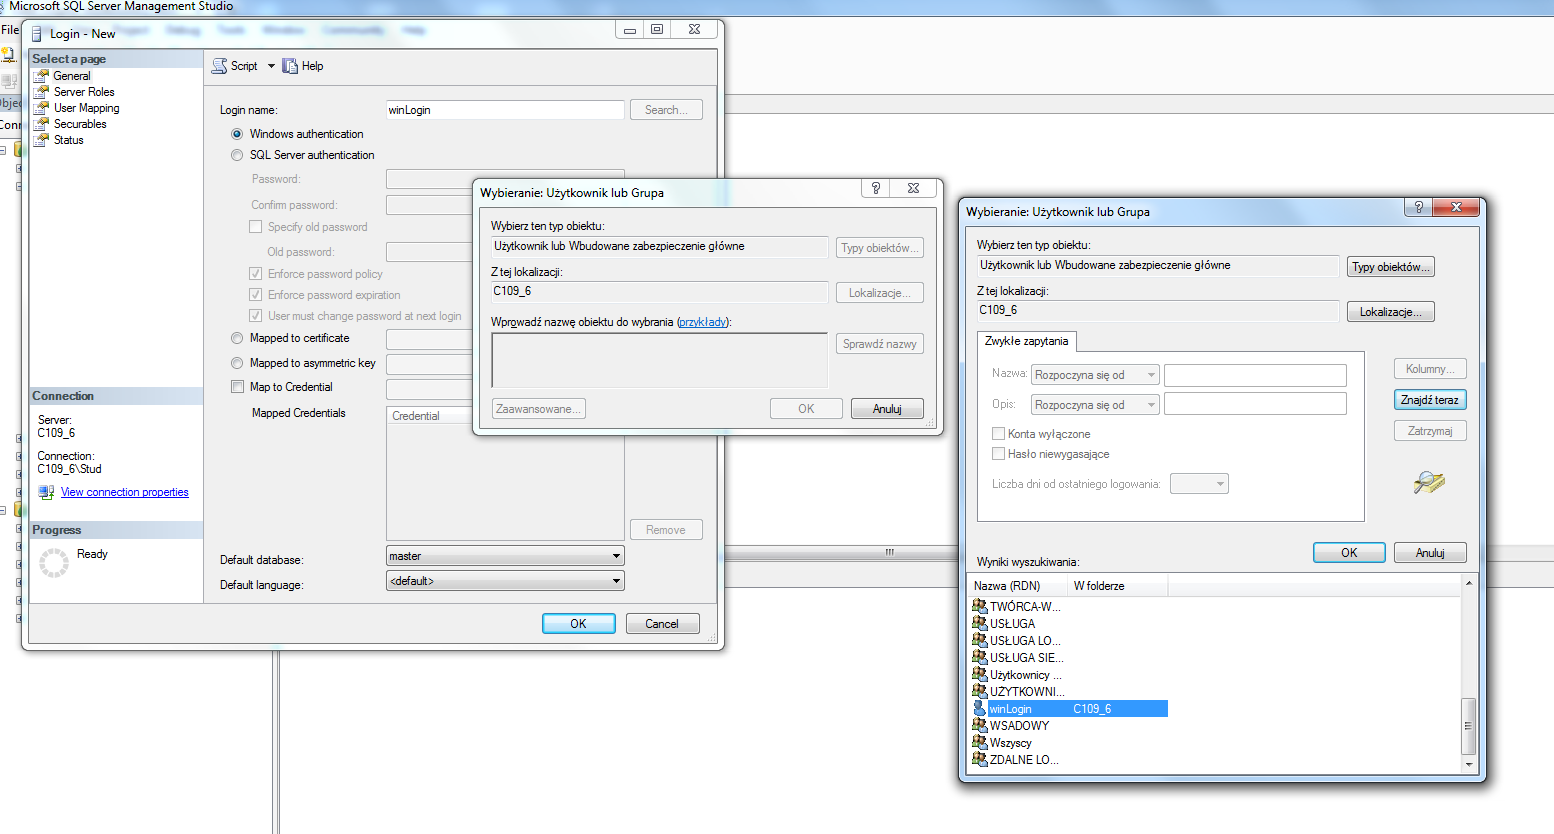 Microsoft SQL Server Management Studio
File
Login - New
Select a page
General
Server Roles
User Mapping
Securables
Status
Script
Help
Login name:
winLogin
Search...
Windows authentication
SQL Server authentication
Password:
Confirm password:
Specify old password
Old password:
Enforce password policy
Enforce password expiration
User must change password at next login
Mapped to certificate
Mapped to asymmetric key
Map to Credential
Mapped Credentials
Credential
Remove
Default database:
master
Default language:
<default>
OK
Cancel
Connection
Server:
C109_6
Connection:
C109_6\Stud
View connection properties
Progress
Ready
Wybieranie: Użytkownik lub Grupa
Wybierz ten typ obiektu:
Użytkownik lub Wbudowane zabezpieczenie główne
Typy obiektów...
Z tej lokalizacji:
C109_6
Lokalizacje...
Wprowadź nazwę obiektu do wybrania (przykłady):
Sprawdź nazwy
Zaawansowane...
OK
Anuluj
Wybieranie: Użytkownik lub Grupa
Wybierz ten typ obiektu:
Użytkownik lub Wbudowane zabezpieczenie główne
Typy obiektów...
Z tej lokalizacji:
C109_6
Lokalizacje...
Zwykłe zapytania
Nazwa:
Rozpoczyna się od
Opis:
Rozpoczyna się od
Konta wyłączone
Hasło niewygasające
Liczba dni od ostatniego logowania:
Kolumny...
Znajdź teraz
Zatrzymaj
OK
Anuluj
Wyniki wyszukiwania:
Nazwa (RDN)
W folderze
TWÓRCA-W...
USŁUGA
USŁUGA LO...
USŁUGA SIE...
Użytkownicy ...
UŻYTKOWNI...
winLogin C109_6
WSADOWY
Wszyscy
ZDALNE LO...